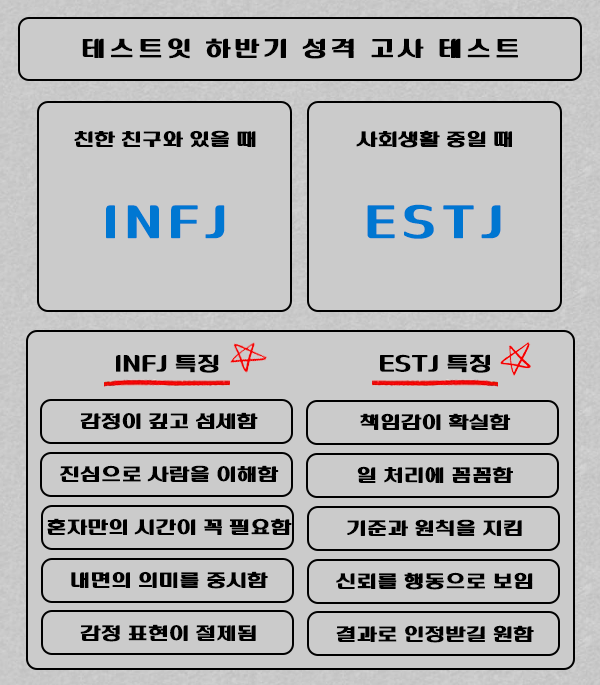 테스트잇 하반기 성격 고사 테스트
친한 친구와 있을 때
사회생활 중일 때
INFJ
ESTJ
INFJ 특징
ESTJ 특징
감정이 깊고 섬세함
책임감이 확실함
진심으로 사람을 이해함
일 처리에 꼼꼼함
혼자만의 시간이 꼭 필요함
기준과 원칙을 지킴
내면의 의미를 중시함
신뢰를 행동으로 보임
감정 표현이 절제됨
결과로 인정받길 원함